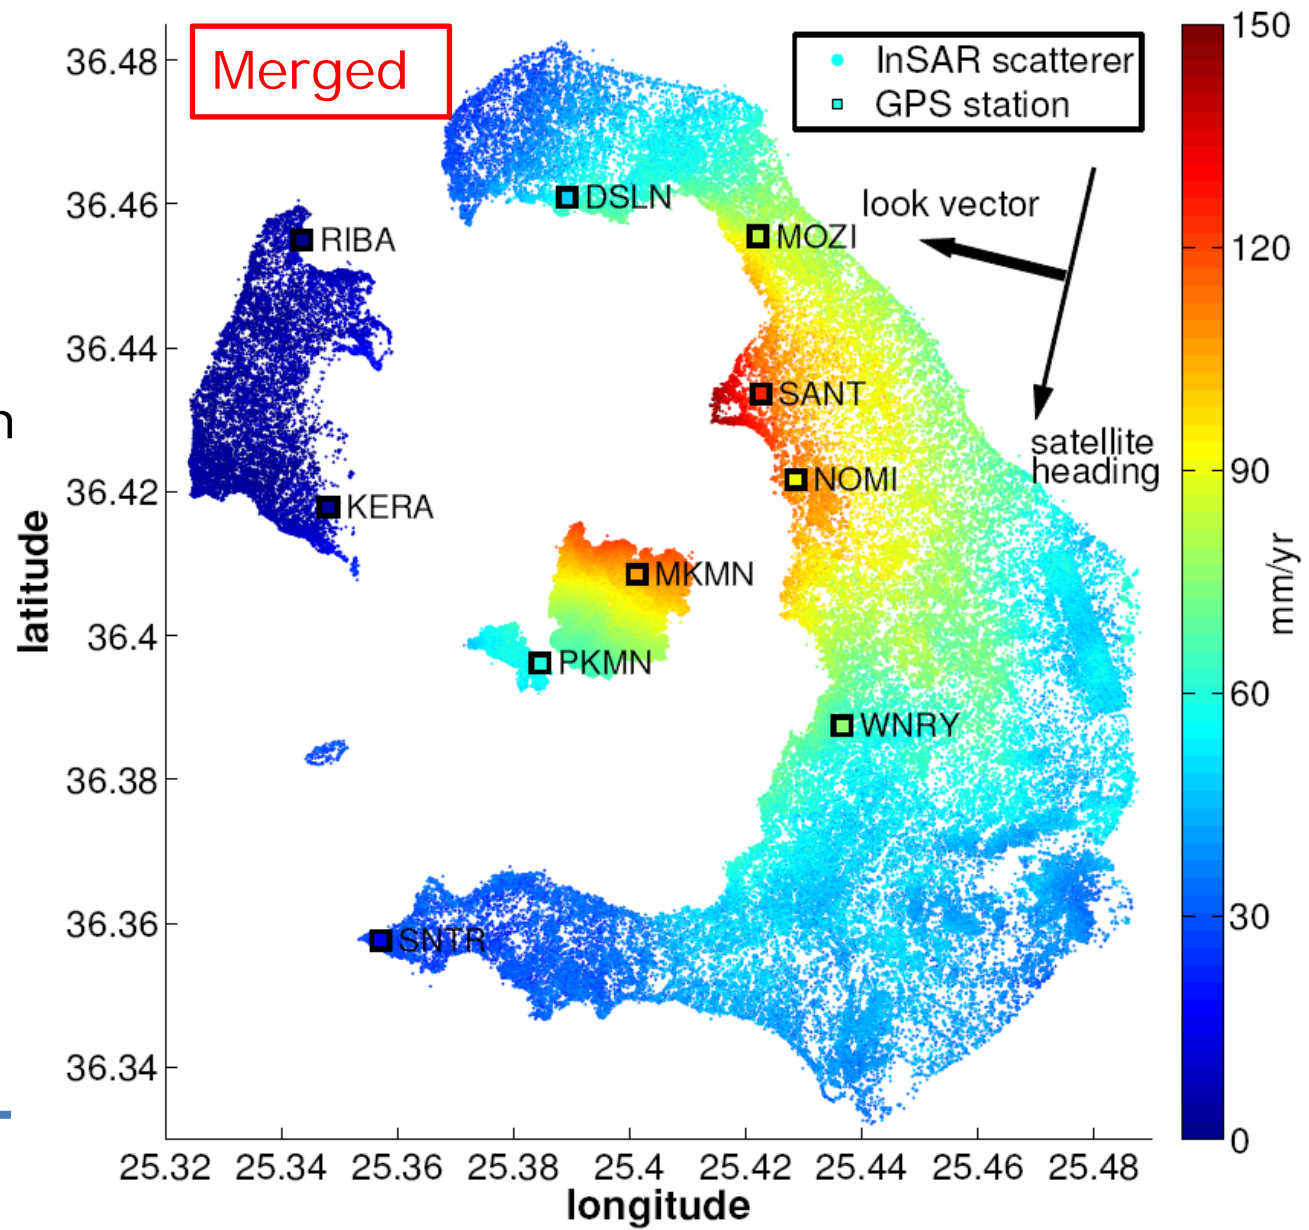 Merged
InSAR scatterer
GPS station
look vector
satellite
heading
DSLN
RIBA
MOZI
SANT
NOMI
KERA
MKMN
PKMN
WNRY
SNTR
n
36.48
36.46
36.44
36.42
36.4
36.38
36.36
36.34
latitude
25.32 25.34 25.36 25.38 25.4 25.42 25.44 25.46 25.48
longitude
150
120
90
60
30
0
mm/yr